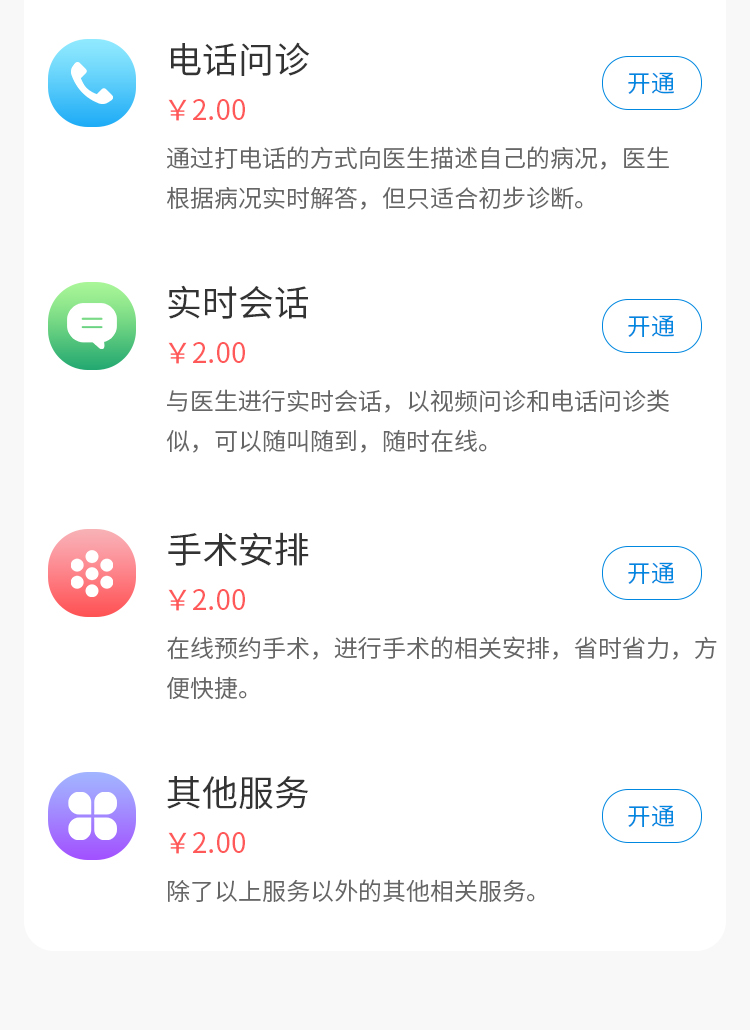 电话问诊
￥2.00
开通
通过打电话的方式向医生描述自己的病况，医生
根据病况实时解答，但只适合初步诊断。
实时会话
￥2.00
开通
与医生进行实时会话，以视频问诊和电话问诊类
似，可以随叫随到，随时在线。
手术安排
￥2.00
开通
在线预约手术，进行手术的相关安排，省时省力，方
便快捷。
其他服务
￥2.00
开通
除了以上服务以外的其他相关服务。